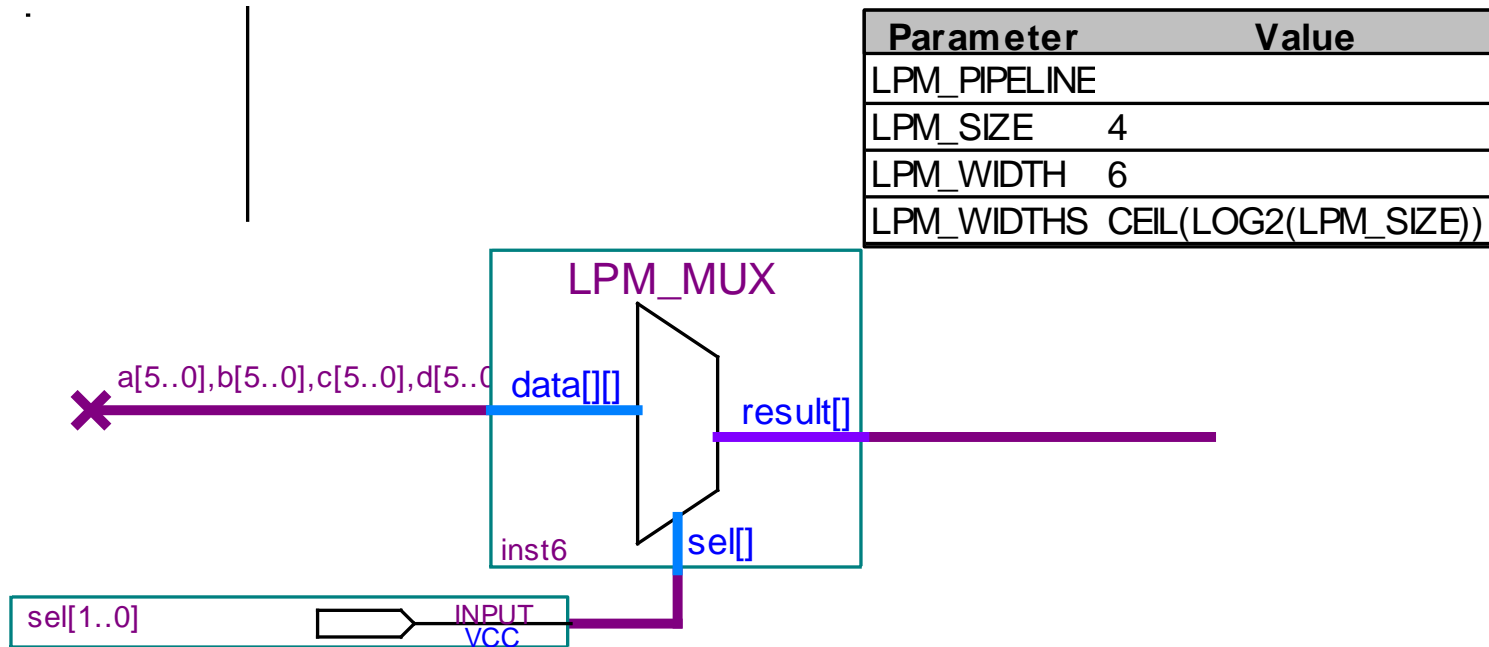 Parameter Value
LPM_PIPELINE
LPM_SIZE 4
LPM_WIDTH 6
LPM_WIDTHS CEIL(LOG2(LPM_SIZE))
LPM_MUX
a[5..0],b[5..0],c[5..0],d[5..0
data[][]
result[]
sel[]
inst6
sel[1..0]
INPUT
VCC